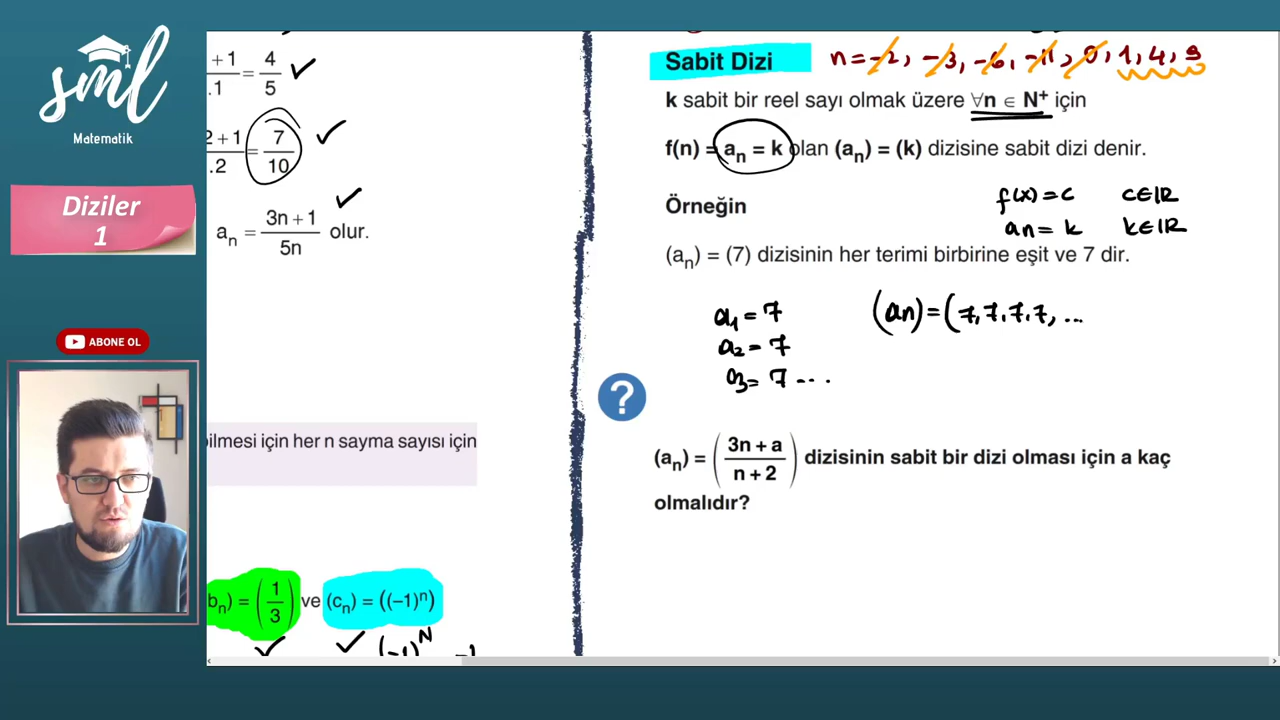 sml
Matematik
Diziler
1
ABONE OL
+ 1 / .1 = 4/5
2 + 1 / .2 = 7/10
aₙ = (3n + 1)/(5n) olur.
bilmesi için her n sayma sayısı için
bₙ) = (1/3) ve (cₙ) = ((–1)ⁿ)
(-1)ᴺ -1
Sabit Dizi n = -2, -3, -6, -11, 0, 1, 4, 9
k sabit bir reel sayı olmak üzere ∀n ∈ N⁺ için
f(n) = aₙ = k olan (aₙ) = (k) dizisine sabit dizi denir.
Örneğin
f(x) = c c∈ℝ
an = k k∈ℝ
(aₙ) = (7) dizisinin her terimi birbirine eşit ve 7 dir.
a₁ = 7 (an) = (7, 7, 7, 7, ...
a₂ = 7
a₃ = 7 ...
?
(aₙ) = ((3n + a)/(n + 2)) dizisinin sabit bir dizi olması için a kaç
olmalıdır?